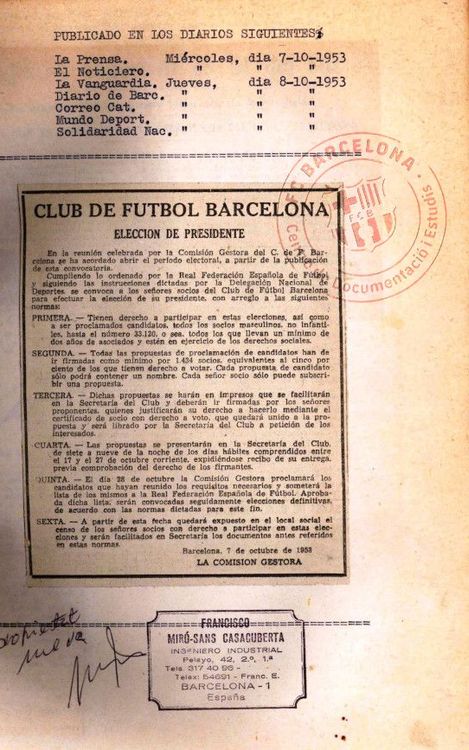 PUBLICADO EN LOS DIARIOS SIGUIENTES:
La Prensa. Miércoles, dia 7-10-1953
El Noticiero. " " "
La Vanguardia. Jueves, dia 8-10-1953
Diario de Barc. " " "
Correo Cat. " " "
Mundo Deport. " " "
Solidaridad Nac. " " "
FC BARCELONA · Centre de Documentació i Estudis
FCB
CLUB DE FUTBOL BARCELONA
ELECCION DE PRESIDENTE
En la reunión celebrada por la Comisión Gestora del C. de F. Bar-
celona se ha acordado abrir el período electoral, a partir de la publicación
de esta convocatoria.
Cumpliendo lo ordenado por la Real Federación Española de Fútbol
y siguiendo las instrucciones dictadas por la Delegación Nacional de
Deportes, se convoca a los señores socios del Club de Fútbol Barcelona
para efectuar la elección de su presidente, con arreglo a las siguientes
normas:
PRIMERA. — Tienen derecho a participar en estas elecciones, así como
a ser proclamados candidatos, todos los socios masculinos, no infanti-
les, hasta el número 33.120, o sea, todos los que llevan un mínimo de
dos años de asociados y estén en ejercicio de los derechos sociales.
SEGUNDA. — Todas las propuestas de proclamación de candidatos han de
ir firmadas como mínimo por 1.434 socios, equivalentes al cinco por
ciento de los que tienen derecho a votar. Cada propuesta de candidato
sólo podrá contener un nombre. Cada señor socio sólo puede suscri-
bir una propuesta.
TERCERA. — Dichas propuestas se harán en impresos que se facilitarán
en la Secretaría del Club y deberán ir firmadas por los señores
proponentes, quienes justificarán su derecho a hacerlo mediante el
certificado de socio con derecho a voto, que quedará unido a la pro-
puesta y será librado por la Secretaría del Club a petición de los
interesados.
CUARTA. — Las propuestas se presentarán en la Secretaría del Club,
de siete a nueve de la noche de los días hábiles comprendidos entre
el 17 y el 27 de octubre corriente, expidiéndose recibo de su entrega,
previa comprobación del derecho de los firmantes.
QUINTA. — El día 28 de octubre la Comisión Gestora proclamará los
candidatos que hayan reunido los requisitos necesarios y someterá la
lista de los mismos a la Real Federación Española de Fútbol. Aproba-
da dicha lista, serán convocadas seguidamente elecciones definitivas,
de acuerdo con las normas dictadas para este fin.
SEXTA. — A partir de esta fecha quedará expuesto en el local social el
censo de los señores socios con derecho a participar en estas elec-
ciones y serán facilitados en Secretaría los documentos antes referidos
en estas normas.
Barcelona, 7 de octubre de 1953
LA COMISION GESTORA
FRANCISCO
MIRÓ-SANS CASACUBERTA
INGENIERO INDUSTRIAL
Pelayo, 42, 2.º, 1.ª
Tels. 317 40 96 -
Telex: 54691 - Franc. E.
BARCELONA - 1
España